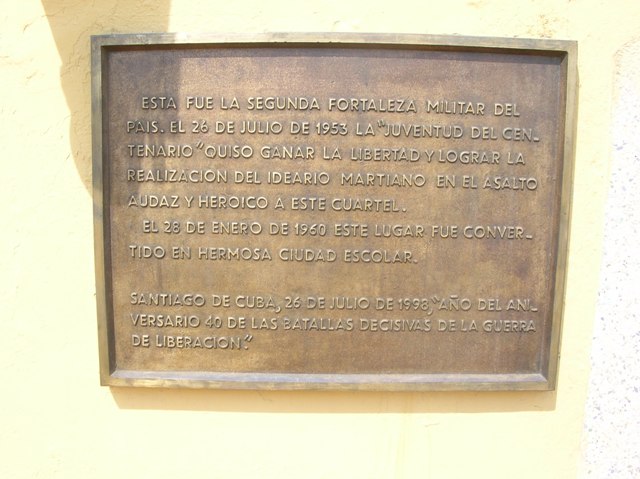 ESTA FUE LA SEGUNDA FORTALEZA MILITAR DEL
PAIS. EL 26 DE JULIO DE 1953 LA "JUVENTUD DEL CEN-
TENARIO" QUISO GANAR LA LIBERTAD Y LOGRAR LA
REALIZACIÓN DEL IDEARIO MARTIANO EN EL ASALTO
AUDAZ Y HEROICO A ESTE CUARTEL.
EL 28 DE ENERO DE 1960 ESTE LUGAR FUE CONVER-
TIDO EN HERMOSA CIUDAD ESCOLAR.
SANTIAGO DE CUBA, 26 DE JULIO DE 1998, "AÑO DEL ANI-
VERSARIO 40 DE LAS BATALLAS DECISIVAS DE LA GUERRA
DE LIBERACION."